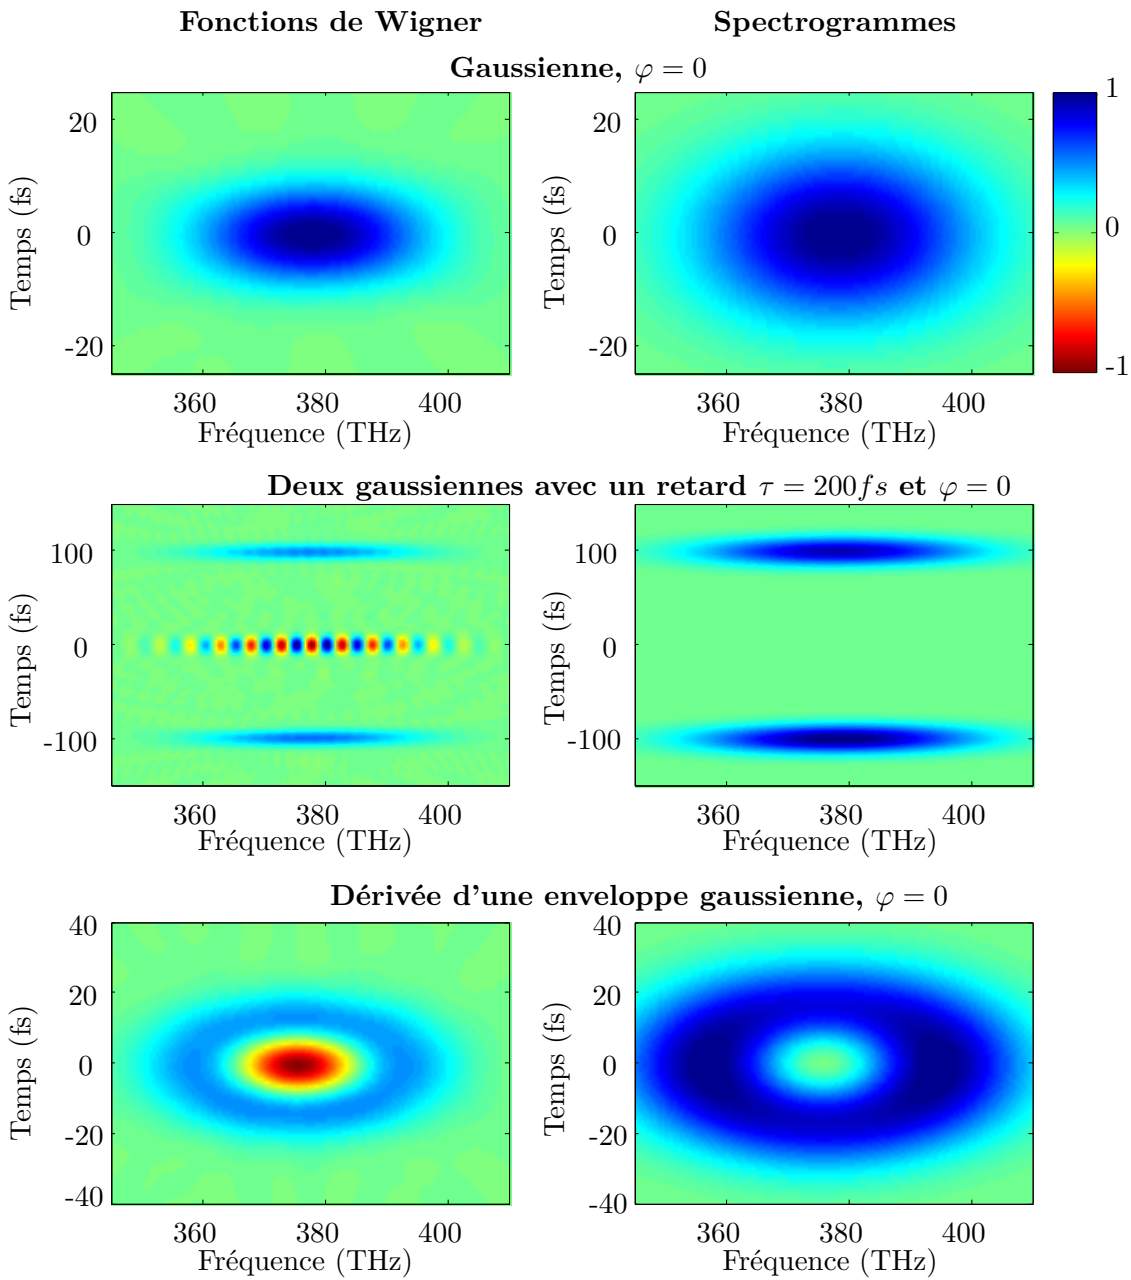 Fonctions de Wigner Spectrogrammes
Gaussienne, φ = 0
20
0
-20
Temps (fs)
360 380 400
Fréquence (THz)
20
0
-20
Temps (fs)
360 380 400
Fréquence (THz)
1
0
-1
Deux gaussiennes avec un retard τ = 200fs et φ = 0
100
0
-100
Temps (fs)
360 380 400
Fréquence (THz)
100
0
-100
Temps (fs)
360 380 400
Fréquence (THz)
Dérivée d'une enveloppe gaussienne, φ = 0
40
20
0
-20
-40
Temps (fs)
360 380 400
Fréquence (THz)
40
20
0
-20
-40
Temps (fs)
360 380 400
Fréquence (THz)